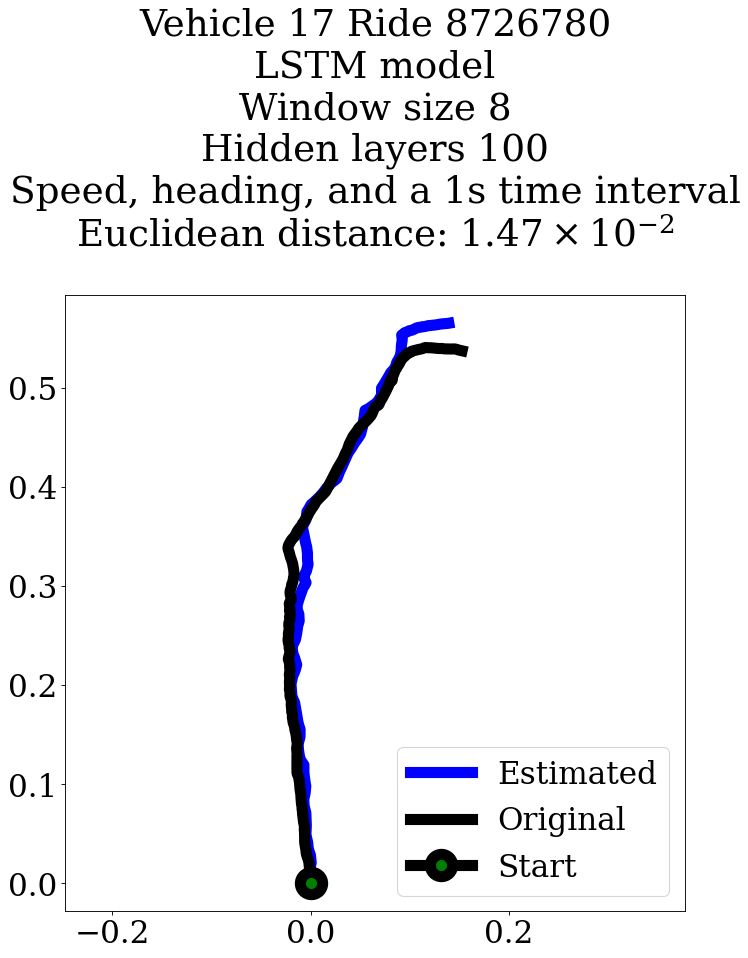 Vehicle 17 Ride 8726780
LSTM model
Window size 8
Hidden layers 100
Speed, heading, and a 1s time interval
Euclidean distance: 1.47 × 10⁻²
0.5
0.4
0.3
0.2
0.1
0.0
Estimated
Original
Start
−0.2 0.0 0.2